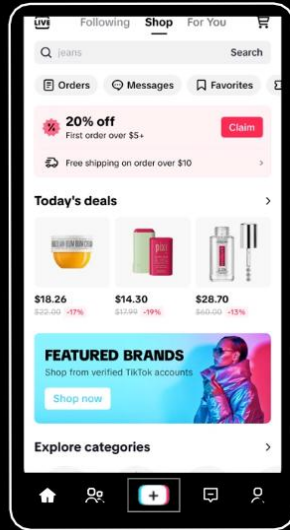 LIVE
Following Shop For You
jeans Search
Orders Messages Favorites
20% off
First order over $5+
Claim
Free shipping on order over $10
Today's deals
$18.26 $14.30 $28.70
$22.00 -17% $17.99 -19% $60.00 -13%
FEATURED BRANDS
Shop from verified TikTok accounts
Shop now
Explore categories